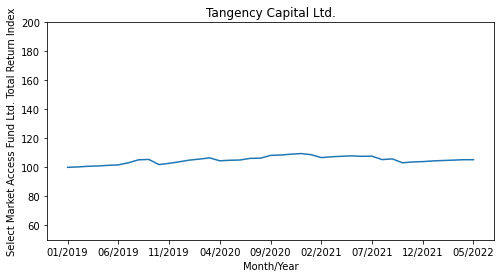 Tangency Capital Ltd.
Select Market Access Fund Ltd. Total Return Index
200
180
160
140
120
100
80
60
01/2019 06/2019 11/2019 04/2020 09/2020 02/2021 07/2021 12/2021 05/2022
Month/Year